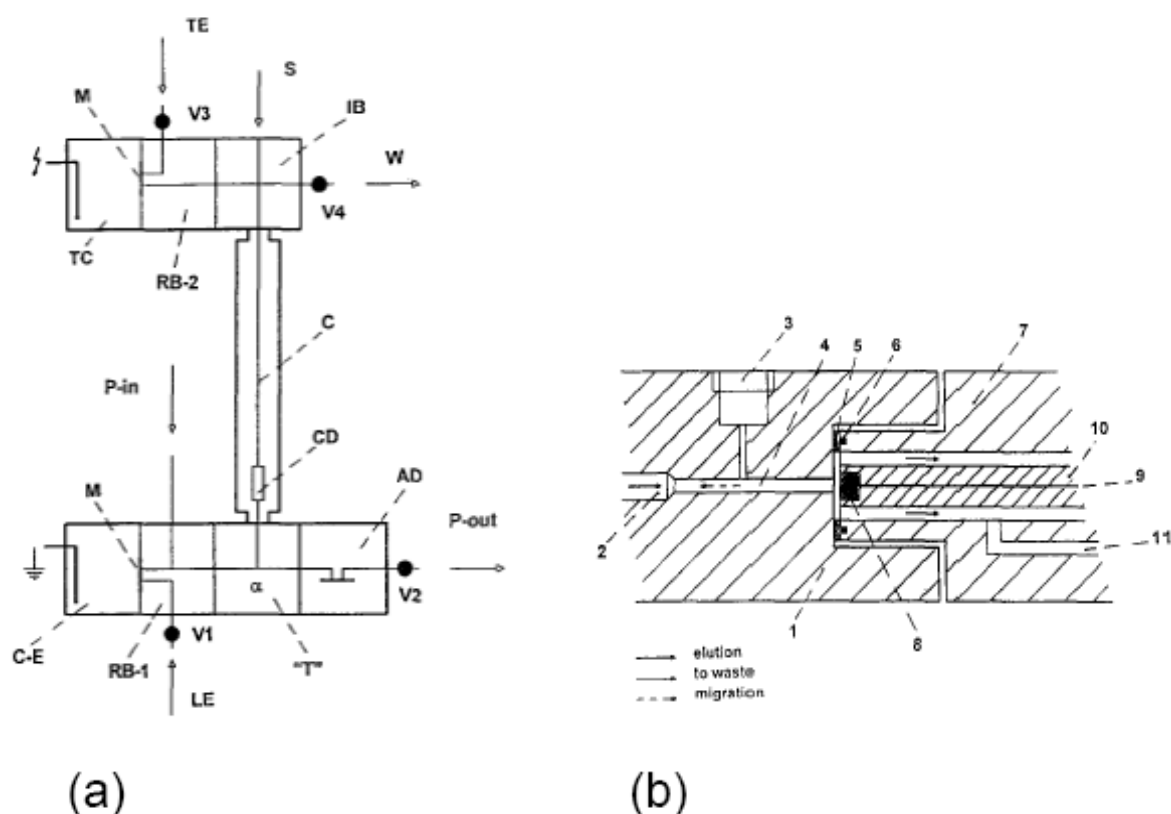 TE
S
M
V3
IB
W
V4
TC
RB-2
C
P-in
CD
AD
M
P-out
α
V2
C-E
V1
RB-1
"T"
LE
(a)
3
4
5
6
7
10
9
11
2
1
8
elution
to waste
migration
(b)